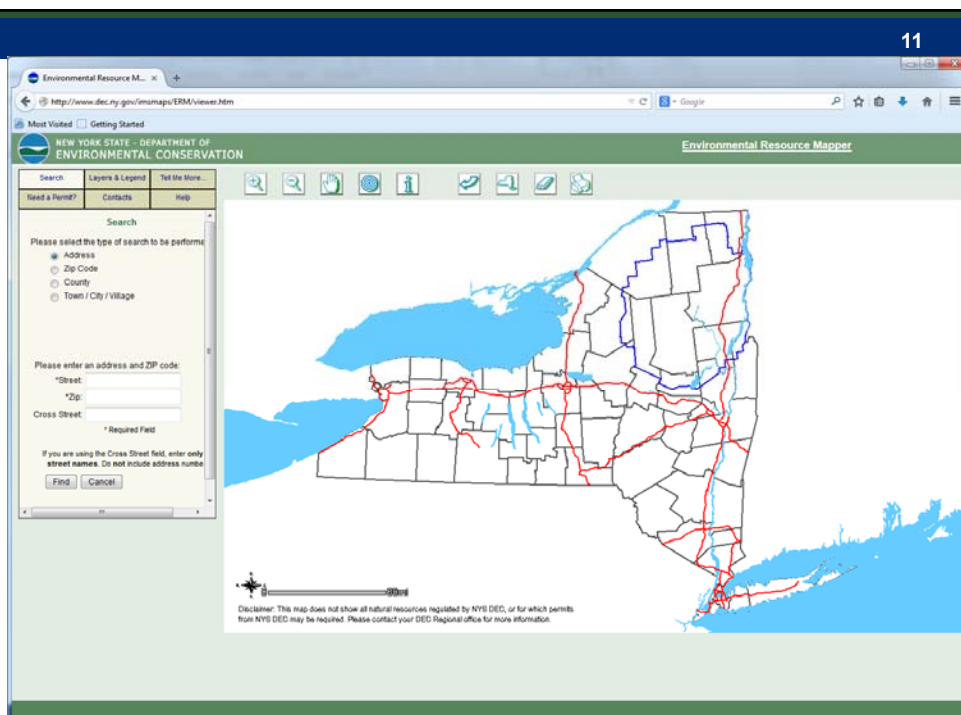 11
Environmental Resource M...
http://www.dec.ny.gov/imsmaps/ERM/viewer.htm
Google
Most Visited
Getting Started
NEW YORK STATE - DEPARTMENT OF
ENVIRONMENTAL CONSERVATION
Environmental Resource Mapper
Search
Layers & Legend
Tell Me More...
Need a Permit?
Contacts
Help
Search
Please select the type of search to be performe
Address
Zip Code
County
Town / City / Village
Please enter an address and ZIP code:
*Street:
*Zip:
Cross Street:
* Required Field
If you are using the Cross Street field, enter only
street names. Do not include address numbe
Find
Cancel
Disclaimer: This map does not show all natural resources regulated by NYS DEC, or for which permits
from NYS DEC may be required. Please contact your DEC Regional office for more information.